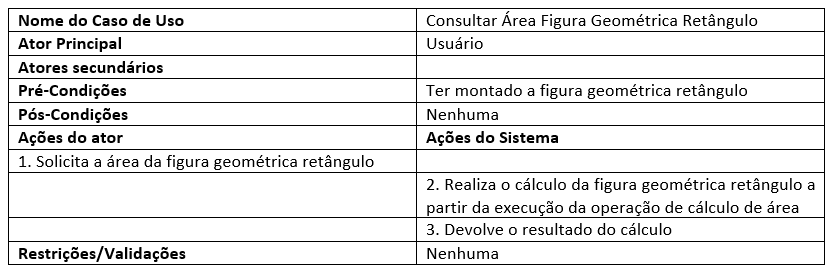 Nome do Caso de Uso Consultar Área Figura Geométrica Retângulo
Ator Principal Usuário
Atores secundários
Pré-Condições Ter montado a figura geométrica retângulo
Pós-Condições Nenhuma
Ações do ator Ações do Sistema
1. Solicita a área da figura geométrica retângulo
2. Realiza o cálculo da figura geométrica retângulo a
partir da execução da operação de cálculo de área
3. Devolve o resultado do cálculo
Restrições/Validações Nenhuma